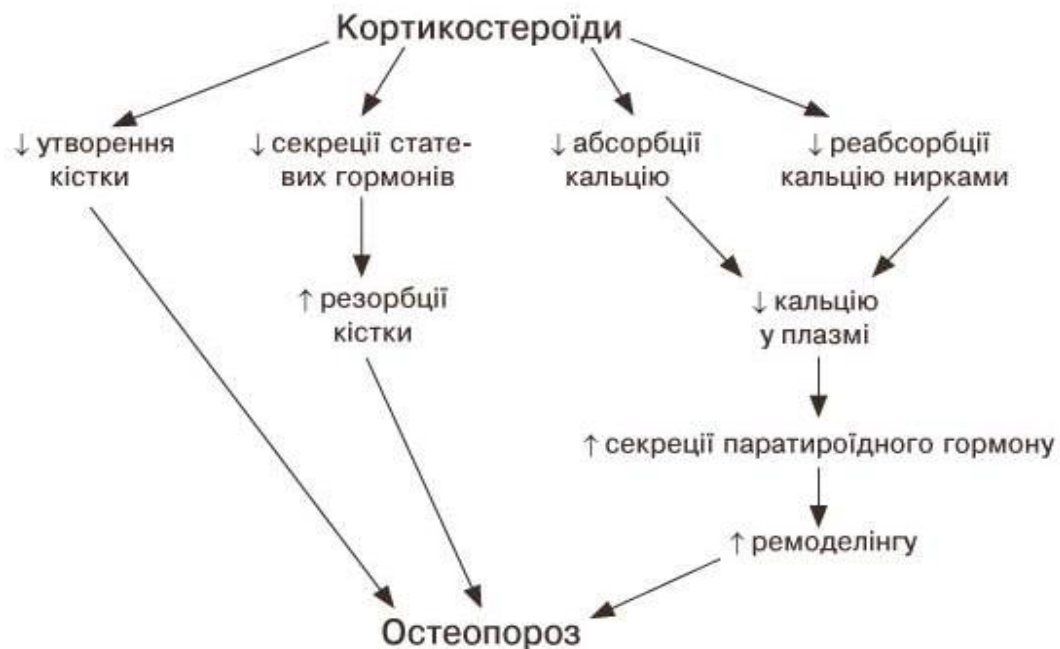 Кортикостероїди
↓ утворення
кістки
↓ секреції стате-
вих гормонів
↓ абсорбції
кальцію
↓ реабсорбції
кальцію нирками
↑ резорбції
кістки
↓ кальцію
у плазмі
↑ секреції паратироїдного гормону
↑ ремоделінгу
Остеопороз